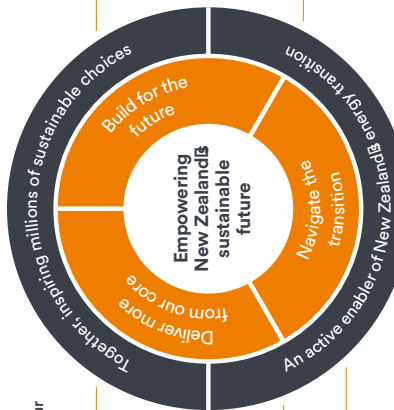 Together, inspiring millions of sustainable choices
An active enabler of New Zealand's energy transition
Build for the
future
Navigate the
transition
Deliver more
from our core
Empowering
New Zealand's
sustainable
future
ur